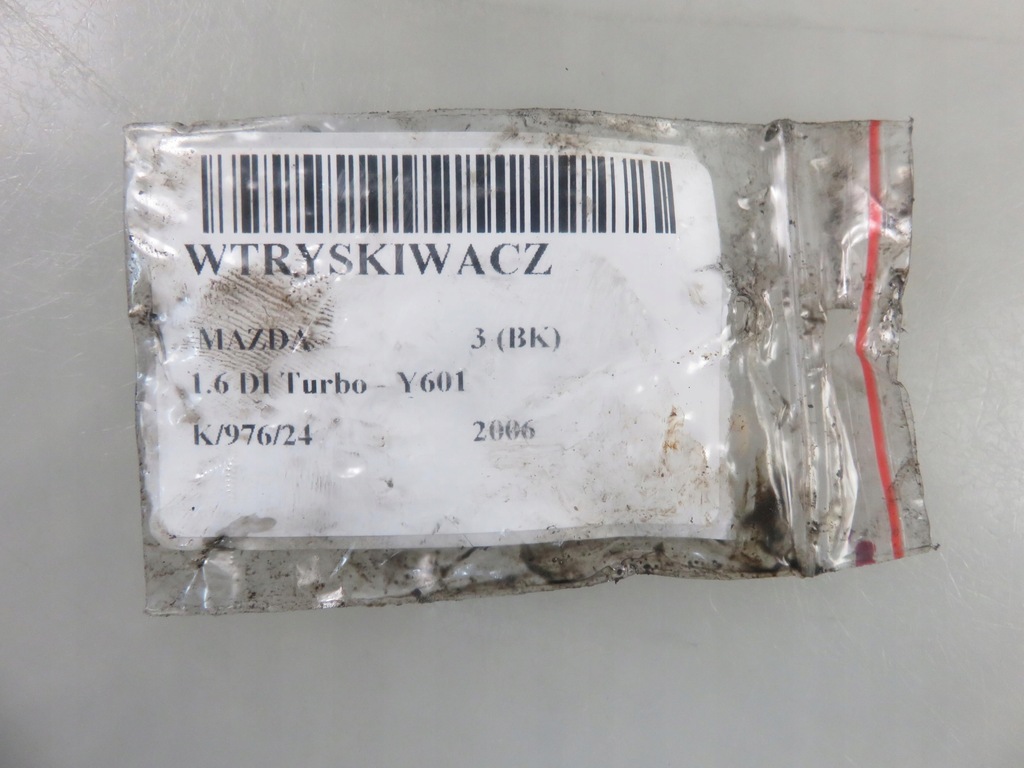 WTRYSKIWACZ
MAZDA 3 (BK)
1.6 DI Turbo - Y601
K/976/24 2006